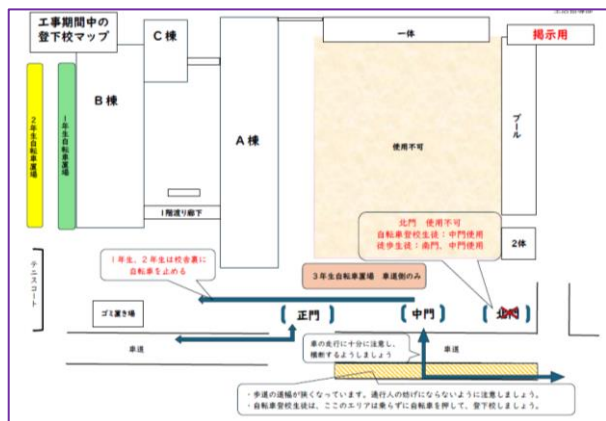 工事期間中の
登下校マップ
C棟
一体
掲示用
B棟
A棟
プール
2年生自転車置場
1年生自転車置場
使用不可
1階渡り廊下
北門 使用不可
自転車登校生徒：中門使用
徒歩生徒：南門、中門使用
2体
テニスコート
1年生、2年生は校舎裏に
自転車を止める
3年生自転車置場 車道側のみ
ゴミ置き場
正門
中門
北門
車道
車の走行に十分に注意し、
横断するようしましょう
車道
・歩道の道幅が狭くなっています。通行人の妨げにならないように注意しましょう。
・自転車登校生徒は、ここのエリアは乗らずに自転車を押して、登下校しましょう。